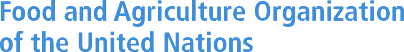 Food and Agriculture Organization
of the United Nations